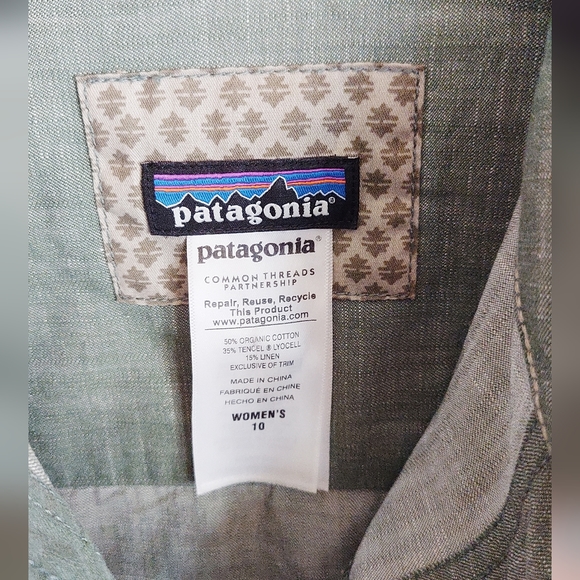 patagonia®
patagonia®
COMMON THREADS
PARTNERSHIP
Repair, Reuse, Recycle
This Product
www.patagonia.com
50% ORGANIC COTTON
35% TENCEL ® LYOCELL
15% LINEN
EXCLUSIVE OF TRIM
MADE IN CHINA
FABRIQUÉ EN CHINE
HECHO EN CHINA
WOMEN'S
10